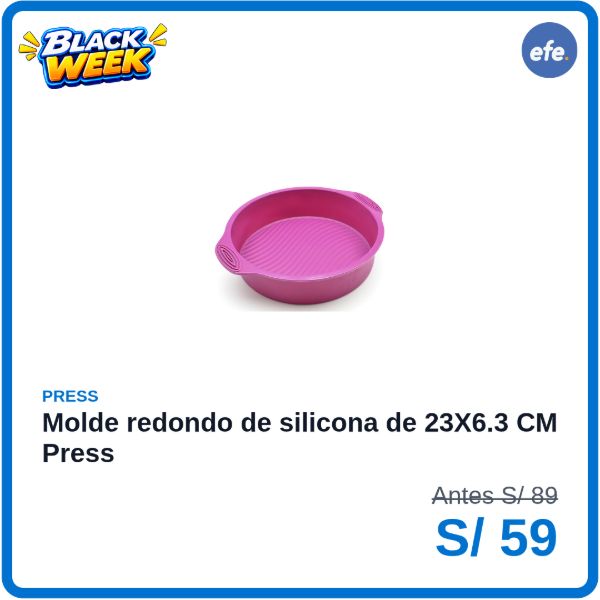 BLACK
WEEK
efe.
PRESS
Molde redondo de silicona de 23X6.3 CM
Press
Antes S/ 89
S/ 59